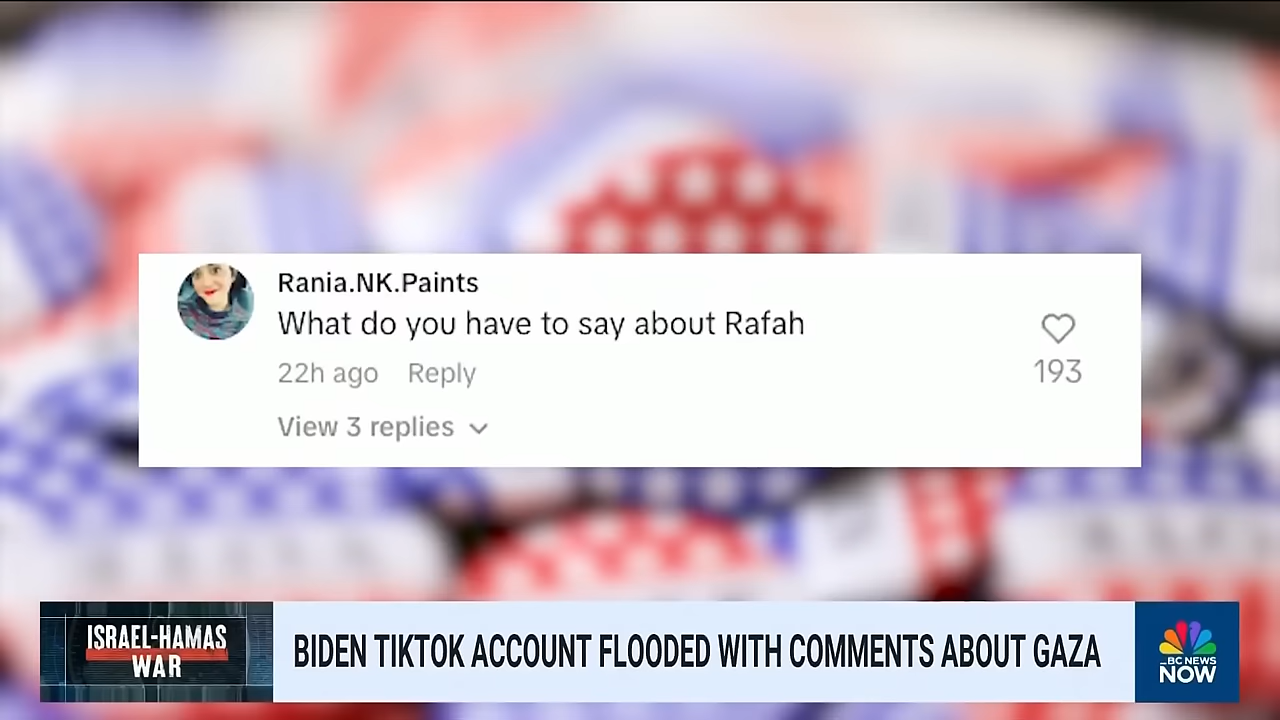 Rania.NK.Paints
What do you have to say about Rafah
22h ago Reply
193
View 3 replies
ISRAEL-HAMAS
WAR
BIDEN TIKTOK ACCOUNT FLOODED WITH COMMENTS ABOUT GAZA
BC NEWS
NOW